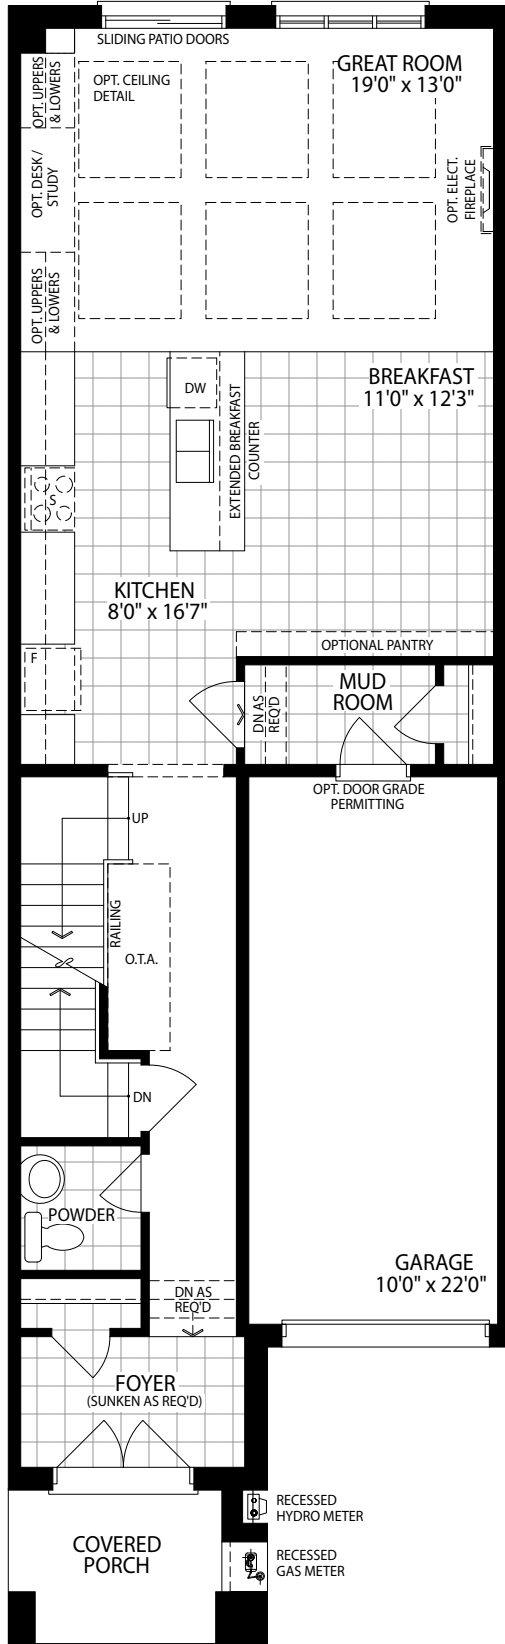 SLIDING PATIO DOORS
GREAT ROOM
19'0" x 13'0"
OPT. CEILING
DETAIL
OPT. UPPERS
& LOWERS
OPT. DESK /
STUDY
OPT. ELECT.
FIREPLACE
OPT. UPPERS
& LOWERS
BREAKFAST
11'0" x 12'3"
DW
EXTENDED BREAKFAST
COUNTER
S
KITCHEN
8'0" x 16'7"
OPTIONAL PANTRY
F
MUD
ROOM
DN AS
REQ'D
OPT. DOOR GRADE
PERMITTING
UP
RAILING
O.T.A.
DN
POWDER
GARAGE
10'0" x 22'0"
DN AS
REQ'D
FOYER
(SUNKEN AS REQ'D)
RECESSED
HYDRO METER
COVERED
PORCH
RECESSED
GAS METER